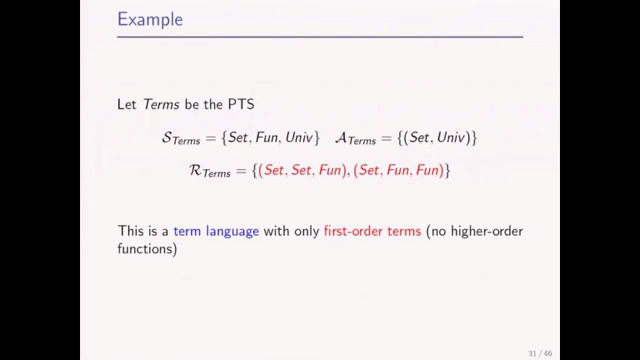 Example
Let Terms be the PTS
𝒮_Terms = {Set, Fun, Univ} 𝒜_Terms = {(Set, Univ)}
ℛ_Terms = {(Set, Set, Fun), (Set, Fun, Fun)}
This is a term language with only first-order terms (no higher-order
functions)
31 / 46